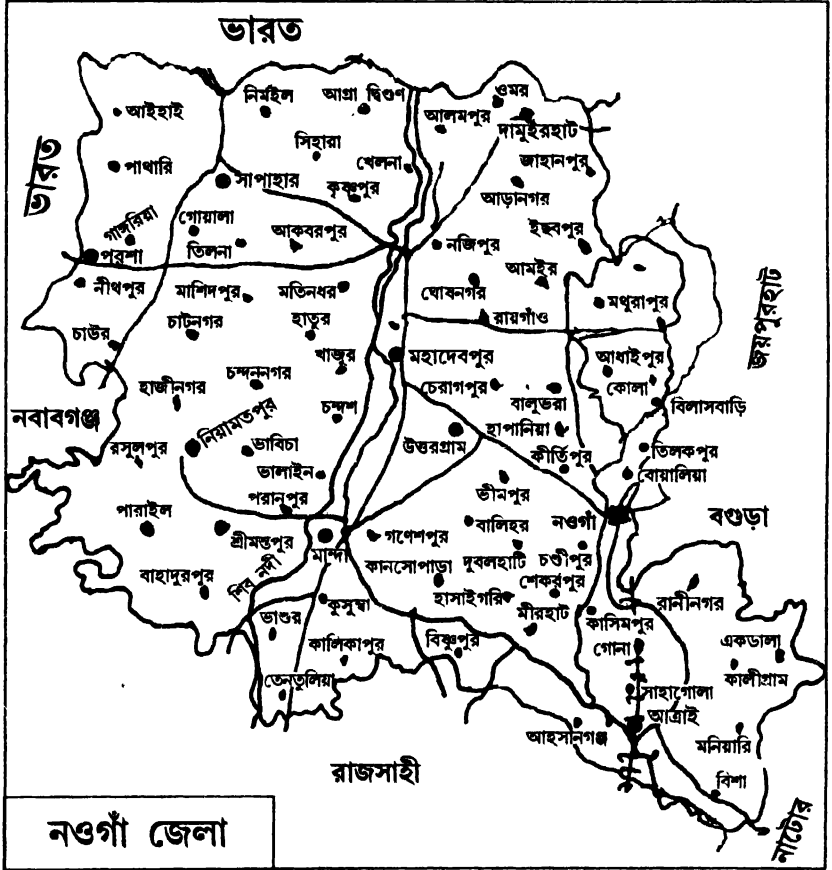 ভারত
নির্মইল
আগ্রা দ্বিগুণ
ওমর
আইহাই
আলমপুর
দামুইরহাট
সিহারা
খেলনা
জাহানপুর
পাথারি
ভারত
সাপাহার
কৃষ্ণপুর
আড়ানগর
গাঙ্গুরিয়া
গোয়ালা
আকবরপুর
ইছবপুর
তিলনা
নজিপুর
পরশা
আমইর
নীথপুর
মাশিদপুর
মতিনধর
ঘোষনগর
মথুরাপুর
জয়পুরহাট
চাটনগর
হাতুর
রায়গাঁও
চাউর
খাজুর
মহাদেবপুর
আধাইপুর
চন্দননগর
কোলা
হাজীনগর
চেরাগপুর
বালুভরা
বিলাসবাড়ি
নবাবগঞ্জ
নিয়ামতপুর
চন্দশ
হাপানিয়া
উত্তরগ্রাম
রসুলপুর
ভাবিচা
কীর্তিপুর
তিলকপুর
ভালাইন
বোয়ালিয়া
পরানপুর
ভীমপুর
পারাইল
বালিহর
নওগাঁ
বগুড়া
শ্রীমন্তপুর
মান্দা
গণেশপুর
বাহাদুরপুর
শিব নদী
কানসোপাড়া
দুবলহাটি
চণ্ডীপুর
শেকরপুর
কুসুম্বা
হাসাইগরি
রানীনগর
ভাশুর
মীরহাট
কাসিমপুর
কালিকাপুর
বিষ্ণুপুর
গোনা
একডালা
কালীগ্রাম
তেনতুলিয়া
সাহাগোলা
আত্রাই
আহসানগঞ্জ
মনিয়ারি
রাজসাহী
বিশা
নওগাঁ জেলা
নাটোর